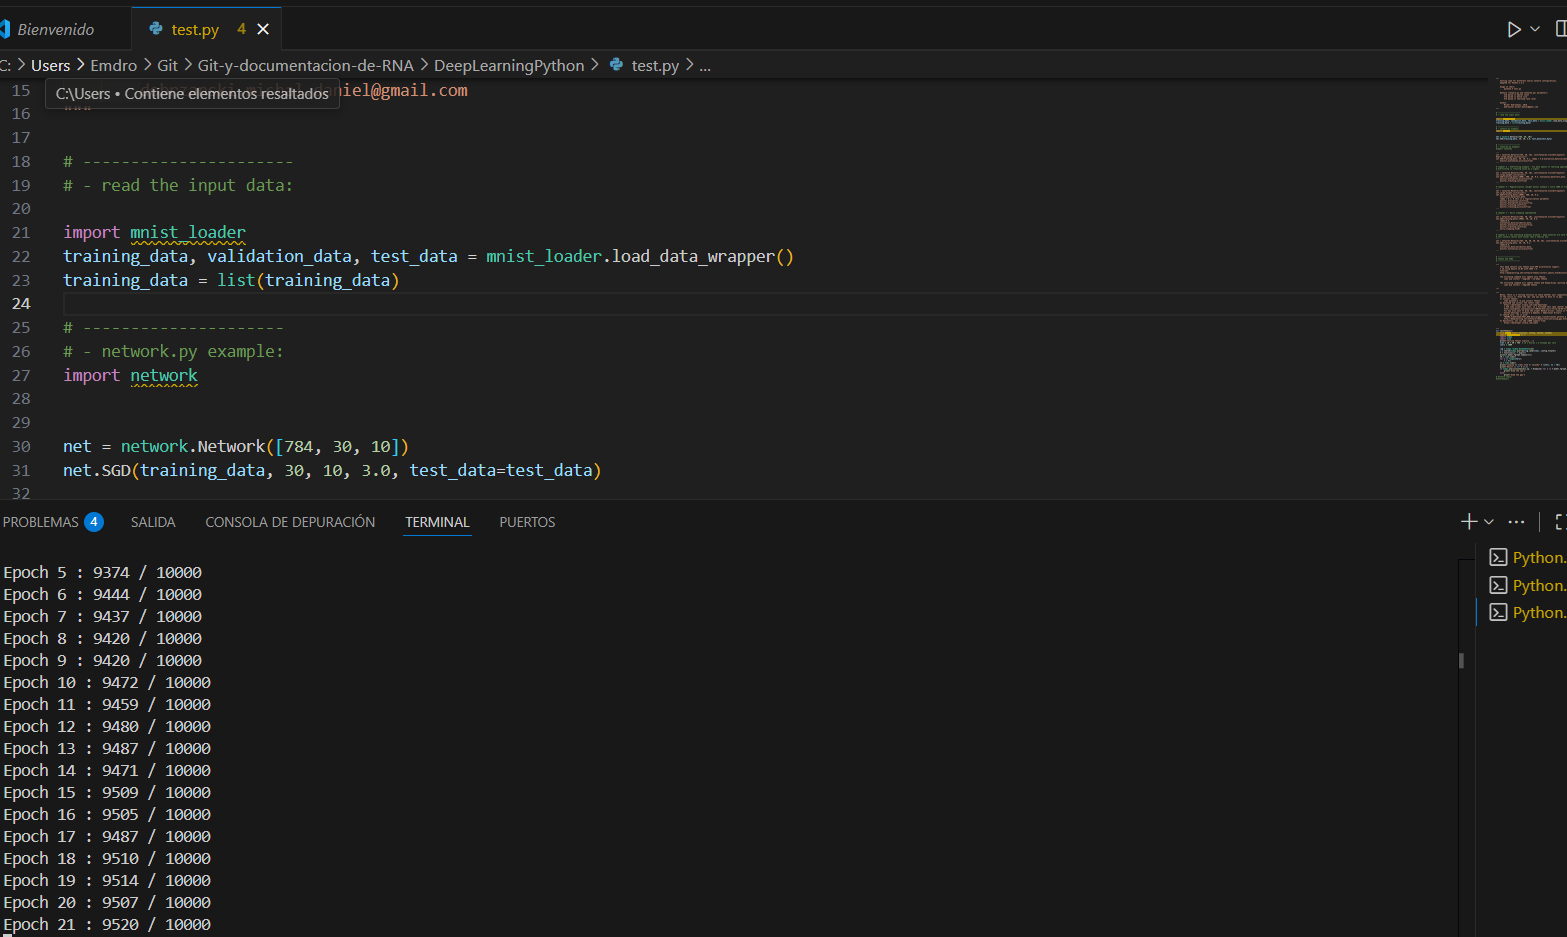 Bienvenido
test.py 4
C: > Users > Emdro > Git > Git-y-documentacion-de-RNA > DeepLearningPython > test.py > ...
15 daniel@gmail.com
C:\Users • Contiene elementos resaltados
16 """
17
18 # -----------------------
19 # - read the input data:
20
21 import mnist_loader
22 training_data, validation_data, test_data = mnist_loader.load_data_wrapper()
23 training_data = list(training_data)
24
25 # ----------------------
26 # - network.py example:
27 import network
28
29
30 net = network.Network([784, 30, 10])
31 net.SGD(training_data, 30, 10, 3.0, test_data=test_data)
32
PROBLEMAS 4 SALIDA CONSOLA DE DEPURACIÓN TERMINAL PUERTOS
Epoch 5 : 9374 / 10000
Epoch 6 : 9444 / 10000
Epoch 7 : 9437 / 10000
Epoch 8 : 9420 / 10000
Epoch 9 : 9420 / 10000
Epoch 10 : 9472 / 10000
Epoch 11 : 9459 / 10000
Epoch 12 : 9480 / 10000
Epoch 13 : 9487 / 10000
Epoch 14 : 9471 / 10000
Epoch 15 : 9509 / 10000
Epoch 16 : 9505 / 10000
Epoch 17 : 9487 / 10000
Epoch 18 : 9510 / 10000
Epoch 19 : 9514 / 10000
Epoch 20 : 9507 / 10000
Epoch 21 : 9520 / 10000
Python.
Python.
Python.